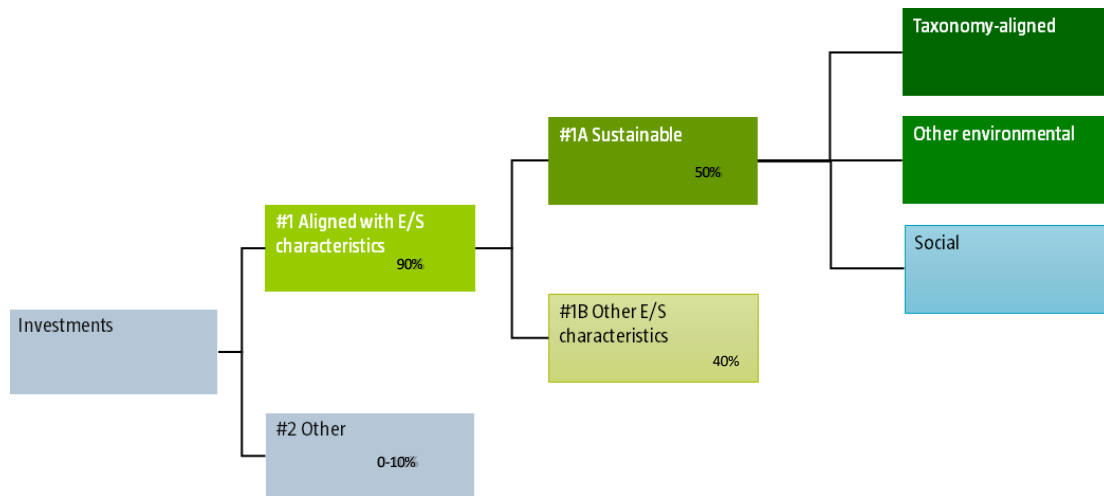 Taxonomy-aligned
#1A Sustainable
50%
Other environmental
#1 Aligned with E/S
characteristics
90%
Social
Investments
#1B Other E/S
characteristics
40%
#2 Other
0-10%